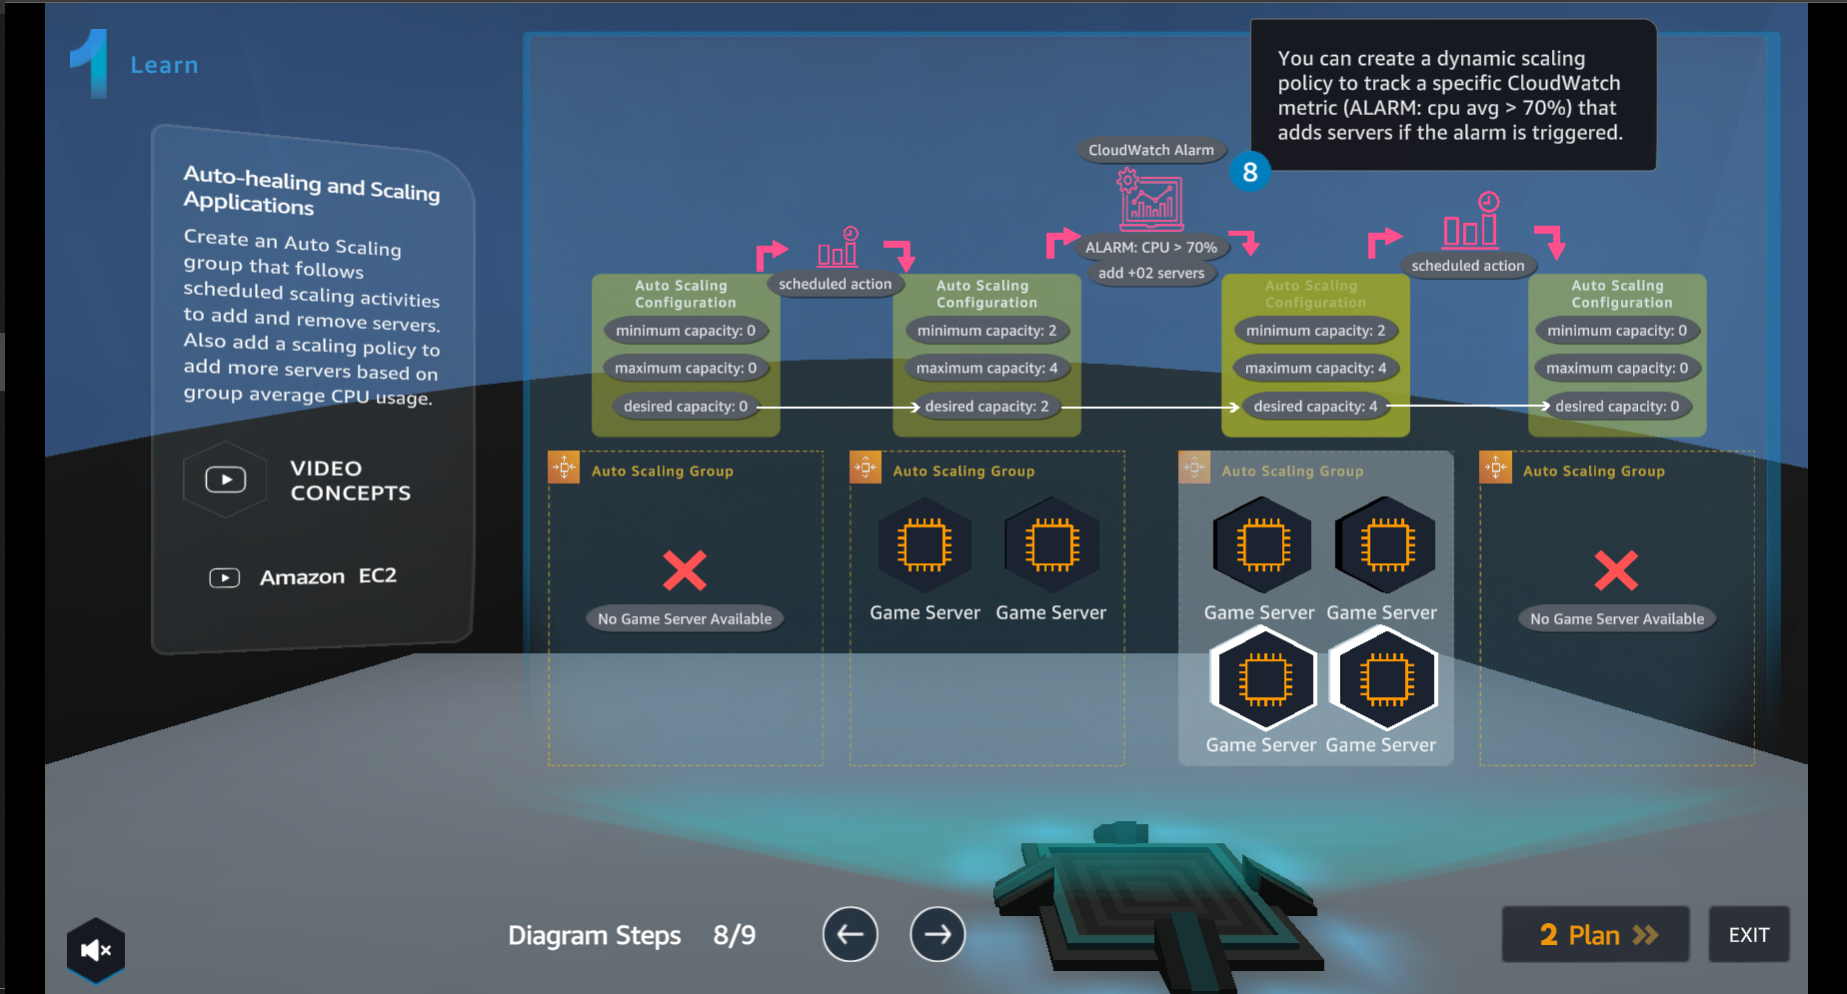 1
Learn
You can create a dynamic scaling
policy to track a specific CloudWatch
metric (ALARM: cpu avg > 70%) that
adds servers if the alarm is triggered.
8
Auto-healing and Scaling
Applications
Create an Auto Scaling
group that follows
scheduled scaling activities
to add and remove servers.
Also add a scaling policy to
add more servers based on
group average CPU usage.
VIDEO
CONCEPTS
Amazon EC2
CloudWatch Alarm
ALARM: CPU > 70%
add +02 servers
scheduled action
scheduled action
Auto Scaling
Configuration
minimum capacity: 0
maximum capacity: 0
desired capacity: 0
Auto Scaling
Configuration
minimum capacity: 2
maximum capacity: 4
desired capacity: 2
Auto Scaling
Configuration
minimum capacity: 2
maximum capacity: 4
desired capacity: 4
Auto Scaling
Configuration
minimum capacity: 0
maximum capacity: 0
desired capacity: 0
Auto Scaling Group
No Game Server Available
Auto Scaling Group
Game Server Game Server
Auto Scaling Group
Game Server Game Server
Game Server Game Server
Auto Scaling Group
No Game Server Available
Diagram Steps 8/9
2 Plan
EXIT